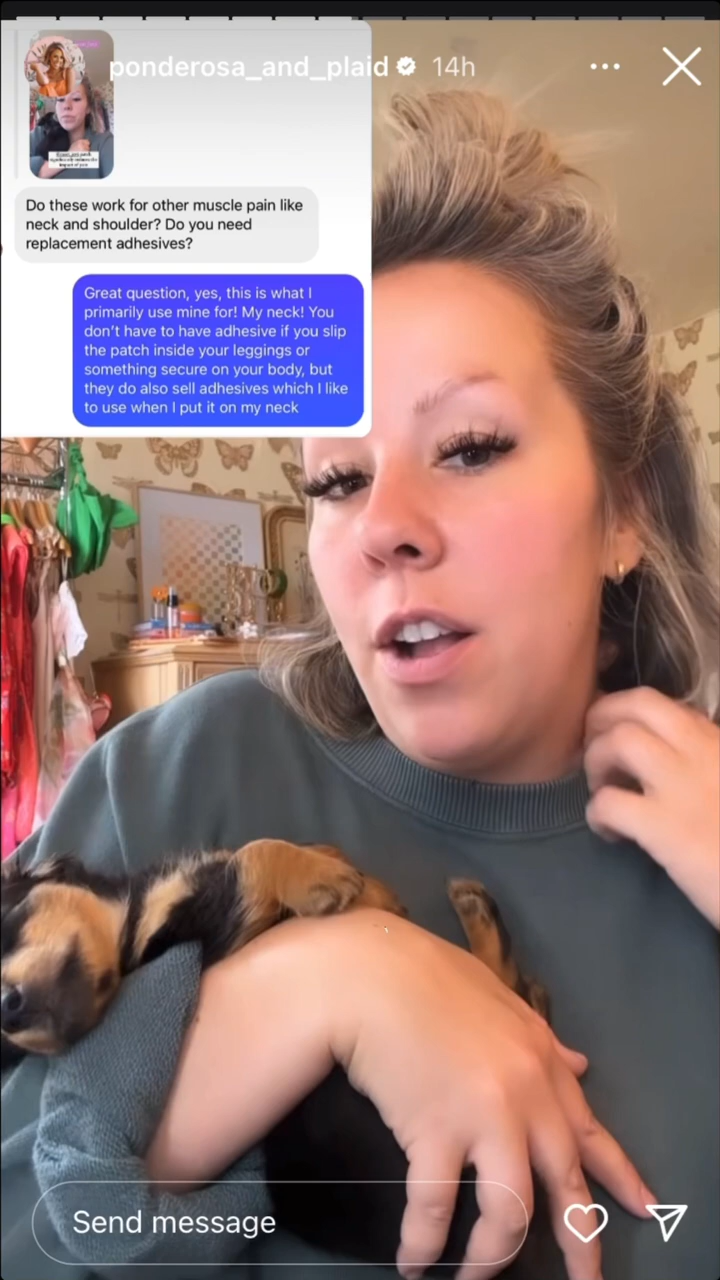 ponderosa_and_plaid 14h
Do these work for other muscle pain like
neck and shoulder? Do you need
replacement adhesives?
Great question, yes, this is what I
primarily use mine for! My neck! You
don't have to have adhesive if you slip
the patch inside your leggings or
something secure on your body, but
they do also sell adhesives which I like
to use when I put it on my neck
Send message